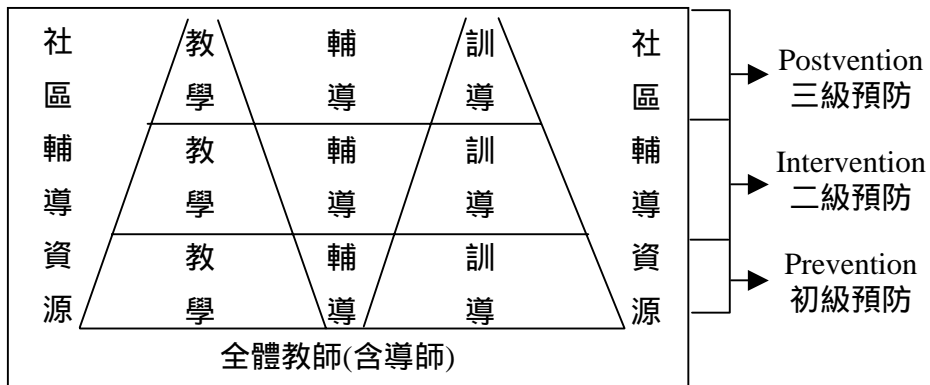 社區輔導資源
教學
輔導
訓導
教學
輔導
訓導
教學
輔導
訓導
社區輔導資源
全體教師(含導師)
Postvention
三級預防
Intervention
二級預防
Prevention
初級預防